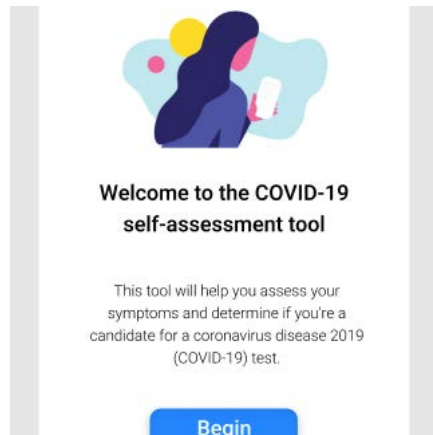 Welcome to the COVID-19
self-assessment tool
This tool will help you assess your
symptoms and determine if you're a
candidate for a coronavirus disease 2019
(COVID-19) test.
Begin